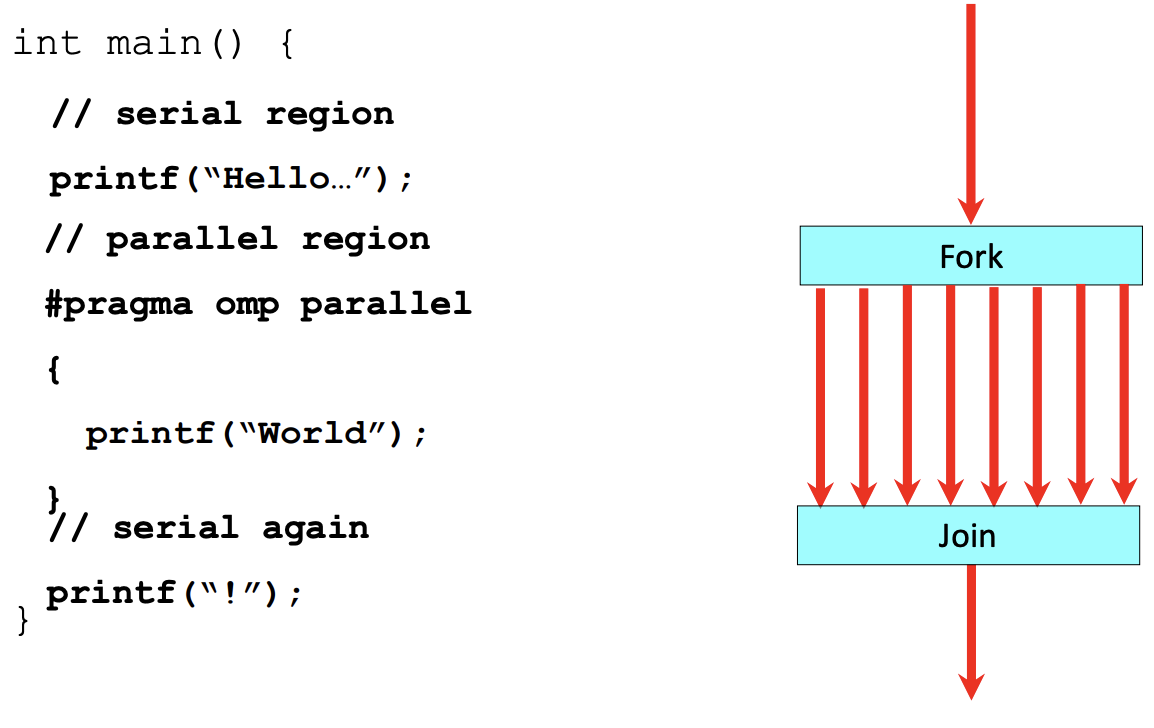 int main() {
// serial region
printf(“Hello…”);
// parallel region
#pragma omp parallel
{
printf(“World”);
}
// serial again
printf(“!”);
}
Fork
Join